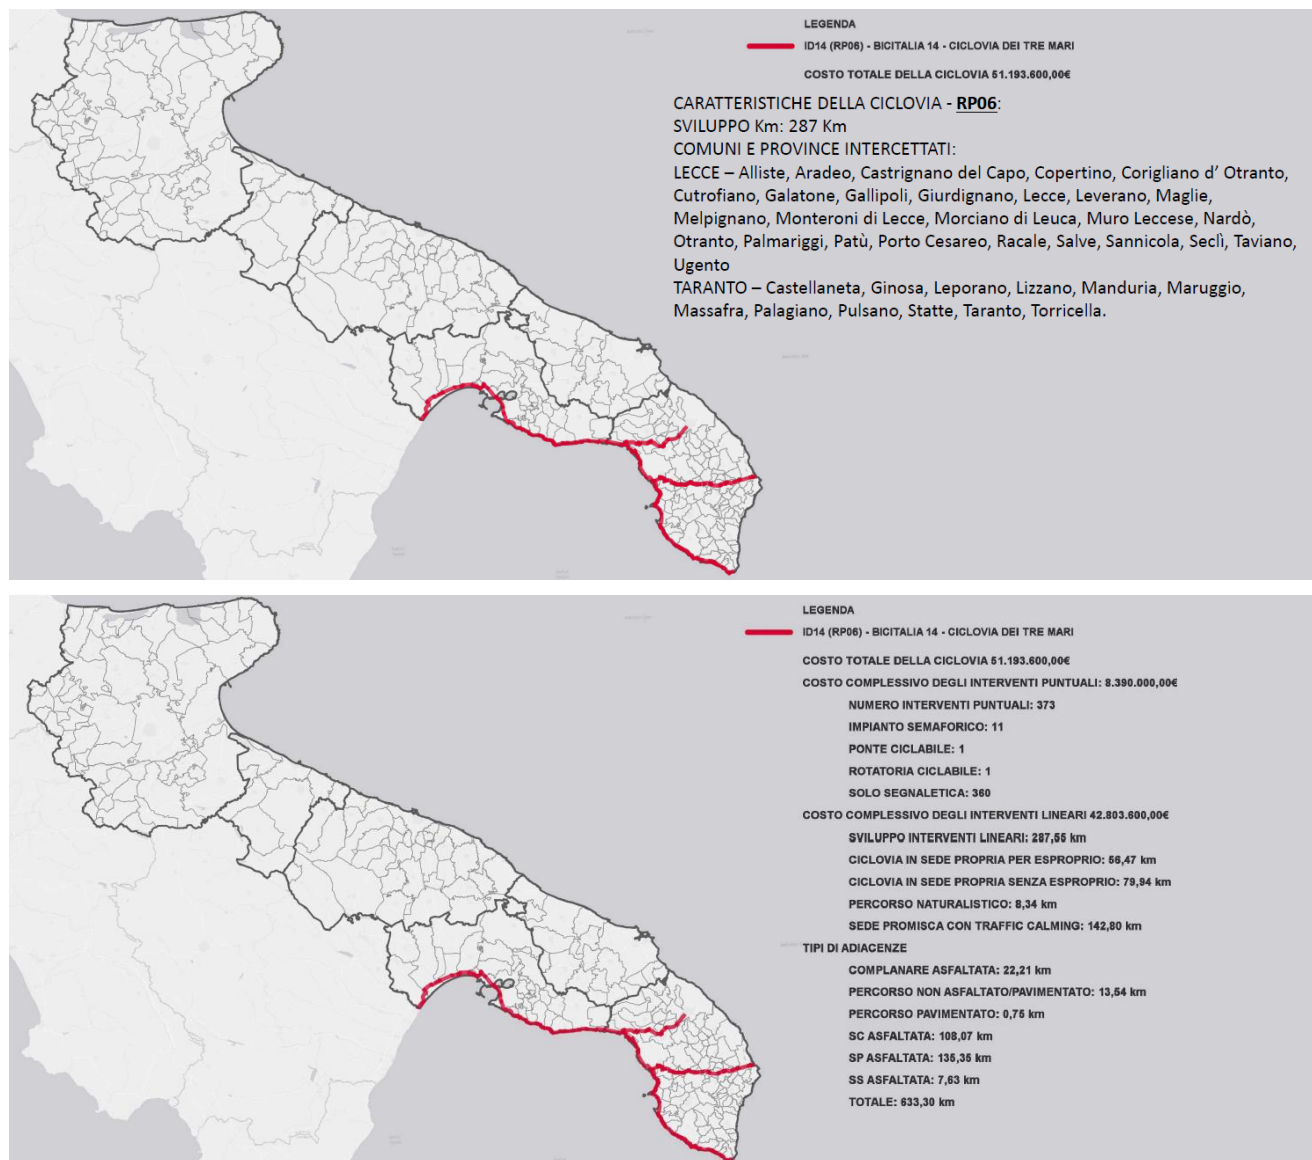 LEGENDA
ID14 (RP06) - BICITALIA 14 - CICLOVIA DEI TRE MARI
COSTO TOTALE DELLA CICLOVIA 51.193.600,00€
CARATTERISTICHE DELLA CICLOVIA - RP06:
SVILUPPO Km: 287 Km
COMUNI E PROVINCE INTERCETTATI:
LECCE – Alliste, Aradeo, Castrignano del Capo, Copertino, Corigliano d’ Otranto,
Cutrofiano, Galatone, Gallipoli, Giurdignano, Lecce, Leverano, Maglie,
Melpignano, Monteroni di Lecce, Morciano di Leuca, Muro Leccese, Nardò,
Otranto, Palmariggi, Patù, Porto Cesareo, Racale, Salve, Sannicola, Seclì, Taviano,
Ugento
TARANTO – Castellaneta, Ginosa, Leporano, Lizzano, Manduria, Maruggio,
Massafra, Palagiano, Pulsano, Statte, Taranto, Torricella.
LEGENDA
ID14 (RP06) - BICITALIA 14 - CICLOVIA DEI TRE MARI
COSTO TOTALE DELLA CICLOVIA 51.193.600,00€
COSTO COMPLESSIVO DEGLI INTERVENTI PUNTUALI: 8.390.000,00€
NUMERO INTERVENTI PUNTUALI: 373
IMPIANTO SEMAFORICO: 11
PONTE CICLABILE: 1
ROTATORIA CICLABILE: 1
SOLO SEGNALETICA: 360
COSTO COMPLESSIVO DEGLI INTERVENTI LINEARI 42.803.600,00€
SVILUPPO INTERVENTI LINEARI: 287,55 km
CICLOVIA IN SEDE PROPRIA PER ESPROPRIO: 56,47 km
CICLOVIA IN SEDE PROPRIA SENZA ESPROPRIO: 79,94 km
PERCORSO NATURALISTICO: 8,34 km
SEDE PROMISCA CON TRAFFIC CALMING: 142,80 km
TIPI DI ADIACENZE
COMPLANARE ASFALTATA: 22,21 km
PERCORSO NON ASFALTATO/PAVIMENTATO: 13,54 km
PERCORSO PAVIMENTATO: 0,75 km
SC ASFALTATA: 108,07 km
SP ASFALTATA: 135,35 km
SS ASFALTATA: 7,63 km
TOTALE: 633,30 km